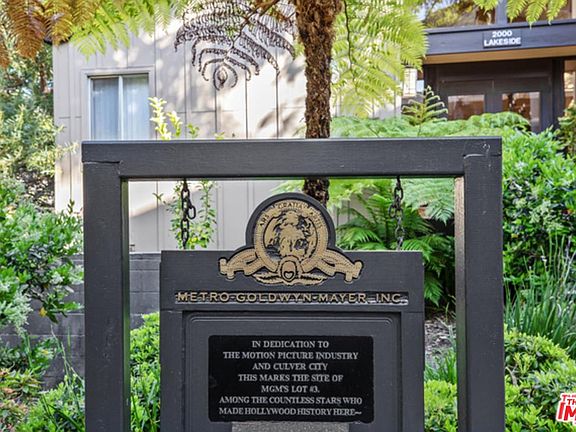 2000
LAKESIDE
ARS GRATIA ARTIS
METRO-GOLDWYN-MAYER, INC.
IN DEDICATION TO
THE MOTION PICTURE INDUSTRY
AND CULVER CITY
THIS MARKS THE SITE OF
MGM'S LOT #3.
AMONG THE COUNTLESS STARS WHO
MADE HOLLYWOOD HISTORY HERE—